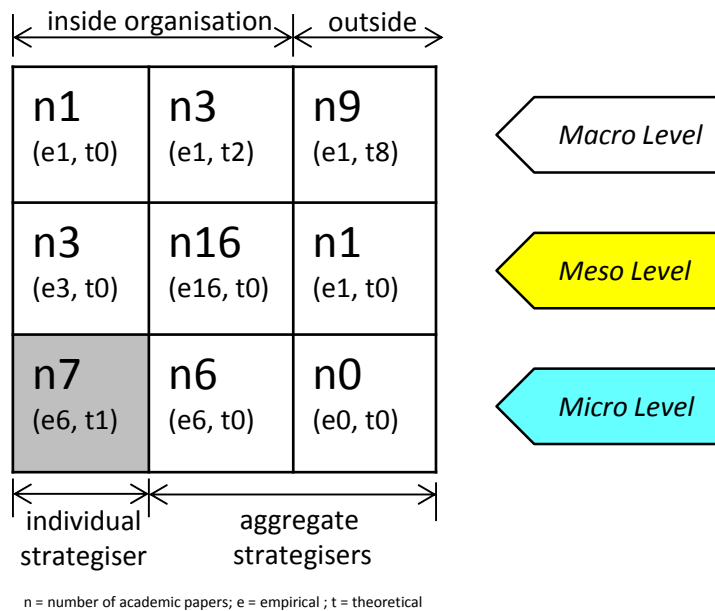 inside organisation outside
n1 n3 n9
(e1, t0) (e1, t2) (e1, t8)
Macro Level
n3 n16 n1
(e3, t0) (e16, t0) (e1, t0)
Meso Level
n7 n6 n0
(e6, t1) (e6, t0) (e0, t0)
Micro Level
individual aggregate
strategiser strategisers
n = number of academic papers; e = empirical ; t = theoretical